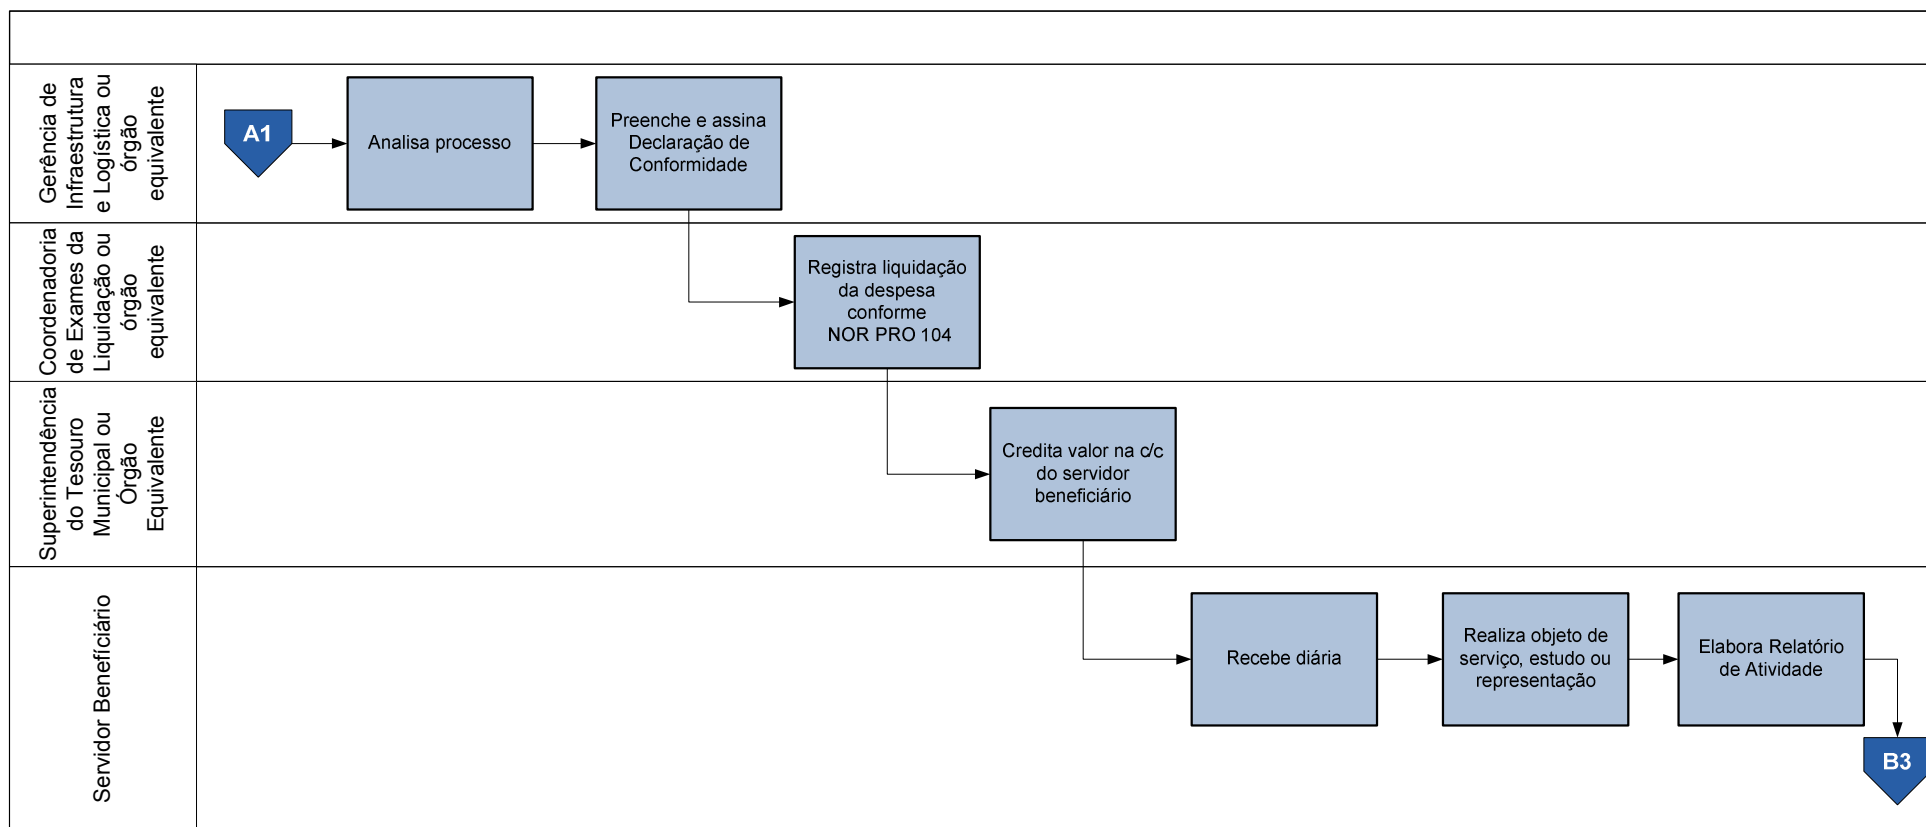 Gerência de
Infraestrutura
e Logística ou
órgão
equivalente
A1
Analisa processo
Preenche e assina
Declaração de
Conformidade
Coordenadoria
de Exames da
Liquidação ou
órgão
equivalente
Registra liquidação
da despesa
conforme
NOR PRO 104
Superintendência
do Tesouro
Municipal ou
Órgão
Equivalente
Credita valor na c/c
do servidor
beneficiário
Servidor Beneficiário
Recebe diária
Realiza objeto de
serviço, estudo ou
representação
Elabora Relatório
de Atividade
B3